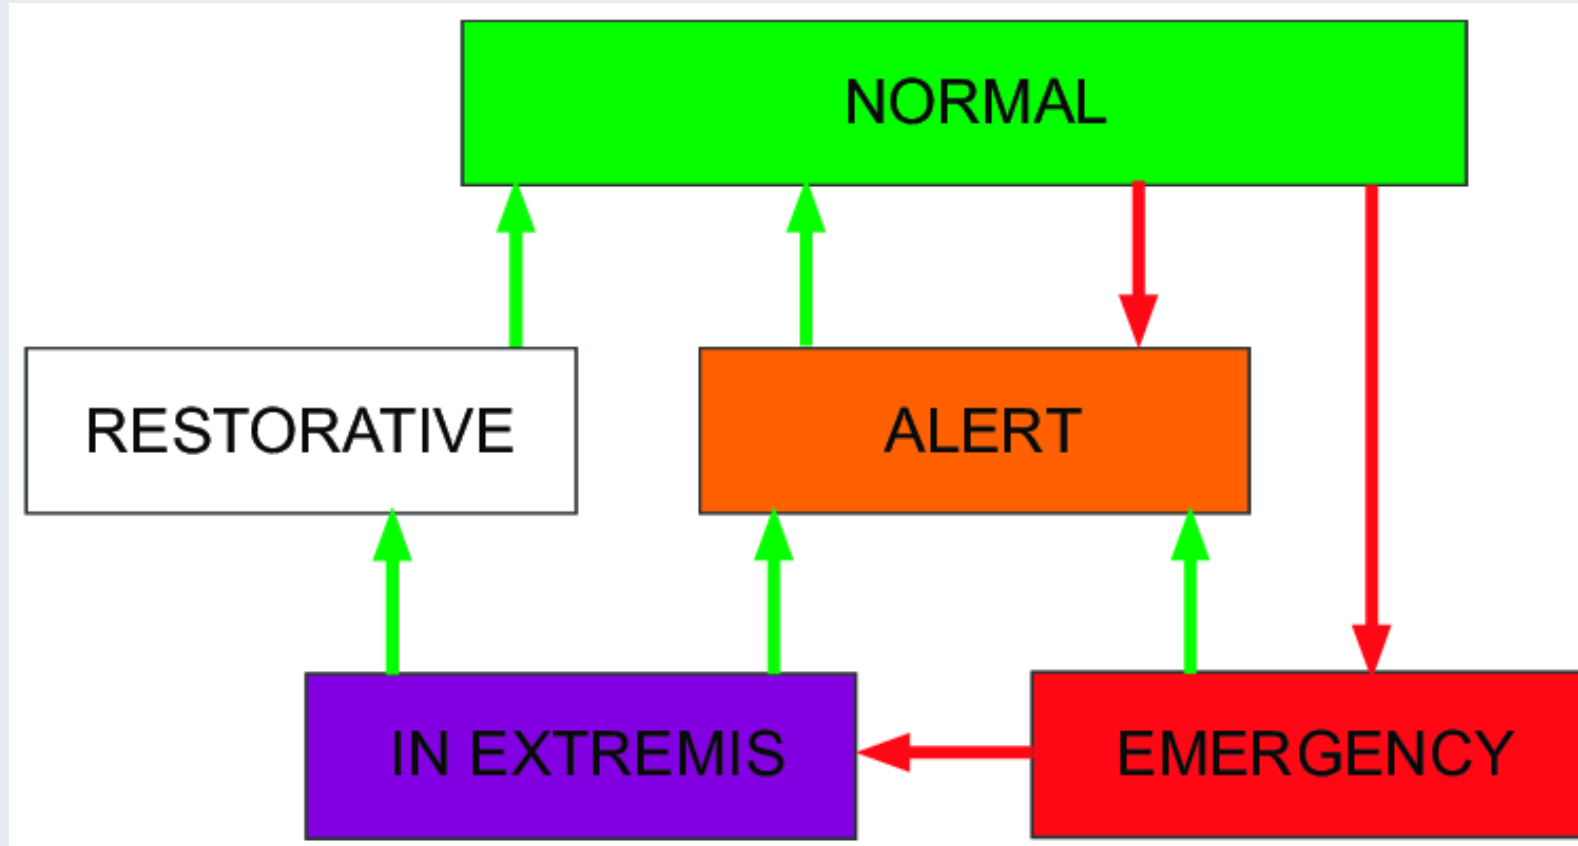 NORMAL
RESTORATIVE
ALERT
IN EXTREMIS
EMERGENCY